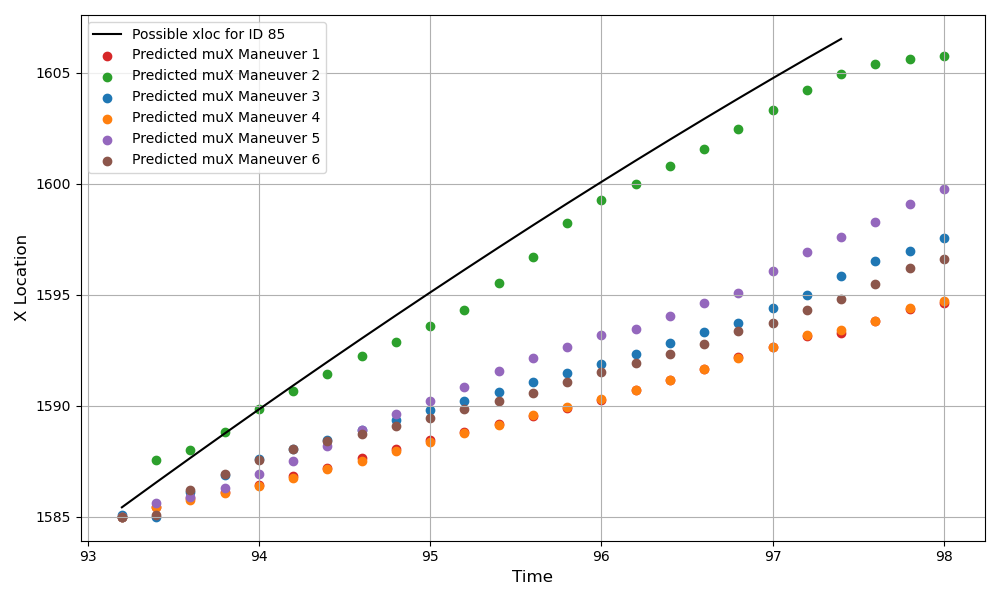 Possible xloc for ID 85
Predicted muX Maneuver 1
Predicted muX Maneuver 2
Predicted muX Maneuver 3
Predicted muX Maneuver 4
Predicted muX Maneuver 5
Predicted muX Maneuver 6
1605
1600
1595
1590
1585
X Location
93 94 95 96 97 98
Time